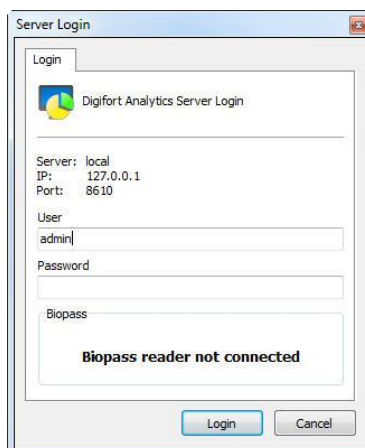 Server Login
Login
Digifort Analytics Server Login
Server: local
IP: 127.0.0.1
Port: 8610
User
admin
Password
Biopass
Biopass reader not connected
Login Cancel